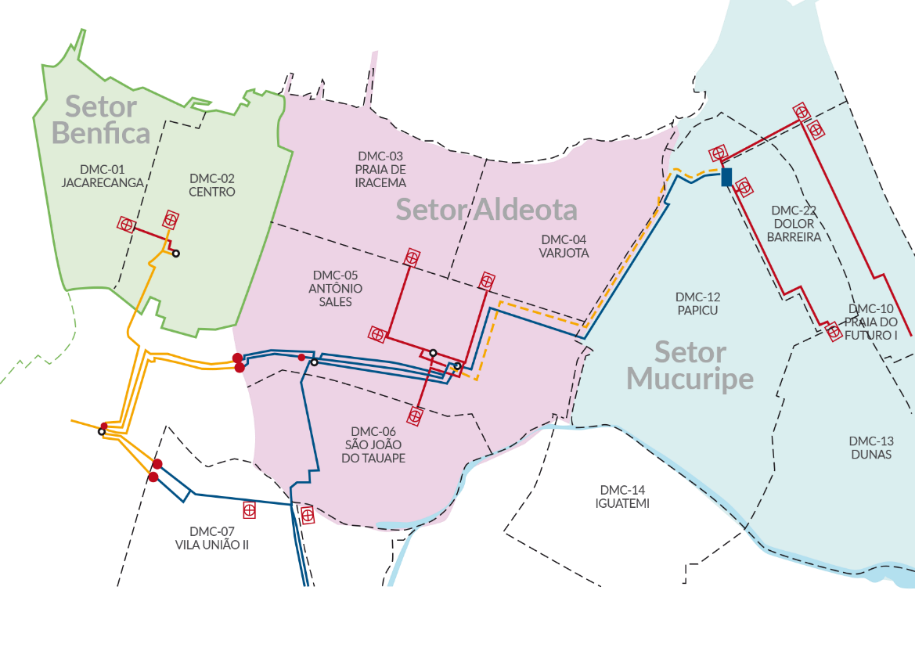 Setor
Benfica
DMC-01
JACARECANGA
DMC-02
CENTRO
DMC-03
PRAIA DE
IRACEMA
Setor Aldeota
DMC-04
VARJOTA
DMC-05
ANTÔNIO
SALES
DMC-22
DOLOR
BARREIRA
DMC-12
PAPICU
DMC-10
PRAIA DO
FUTURO I
Setor
Mucuripe
DMC-06
SÃO JOÃO
DO TAUAPE
DMC-13
DUNAS
DMC-14
IGUATEMI
DMC-07
VILA UNIÃO II